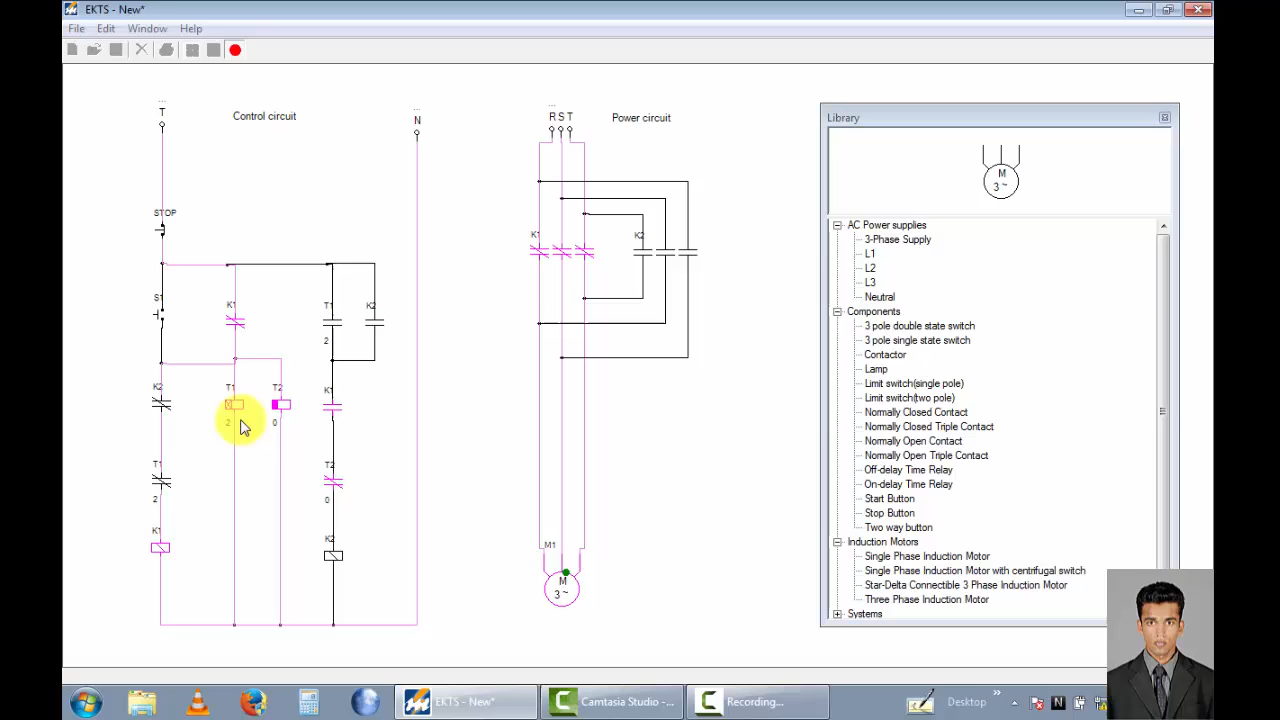 EKTS - New*
File Edit Window Help
T
Control circuit
N
R S T
Power circuit
STOP
S1
K1
T1
2
K2
K2
T1
2
T2
0
K1
T1
2
T2
0
K1
K2
K1
K2
M1
M
3 ~
Library
M
3 ~
AC Power supplies
3-Phase Supply
L1
L2
L3
Neutral
Components
3 pole double state switch
3 pole single state switch
Contactor
Lamp
Limit switch(single pole)
Limit switch(two pole)
Normally Closed Contact
Normally Closed Triple Contact
Normally Open Contact
Normally Open Triple Contact
Off-delay Time Relay
On-delay Time Relay
Start Button
Stop Button
Two way button
Induction Motors
Single Phase Induction Motor
Single Phase Induction Motor with centrifugal switch
Star-Delta Connectible 3 Phase Induction Motor
Three Phase Induction Motor
Systems
EKTS - New*
Camtasia Studio -...
Recording...
Desktop